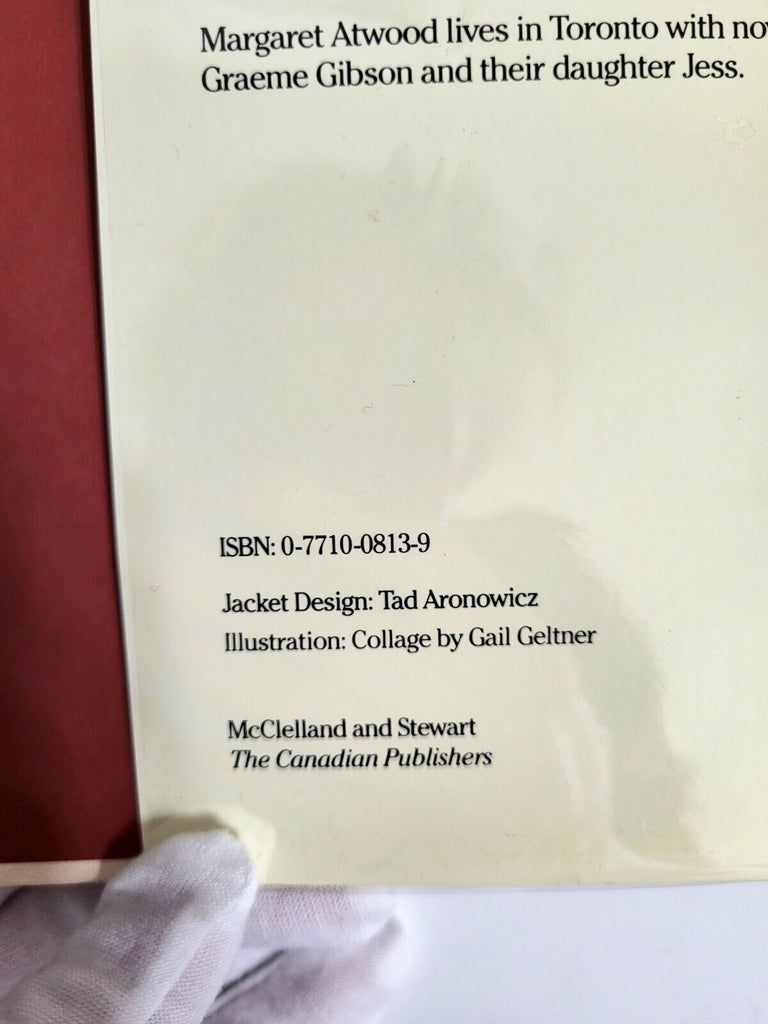 Margaret Atwood lives in Toronto with
Graeme Gibson and their daughter Jess.
ISBN: 0-7710-0813-9
Jacket Design: Tad Aronowicz
Illustration: Collage by Gail Geltner
McClelland and Stewart
The Canadian Publishers